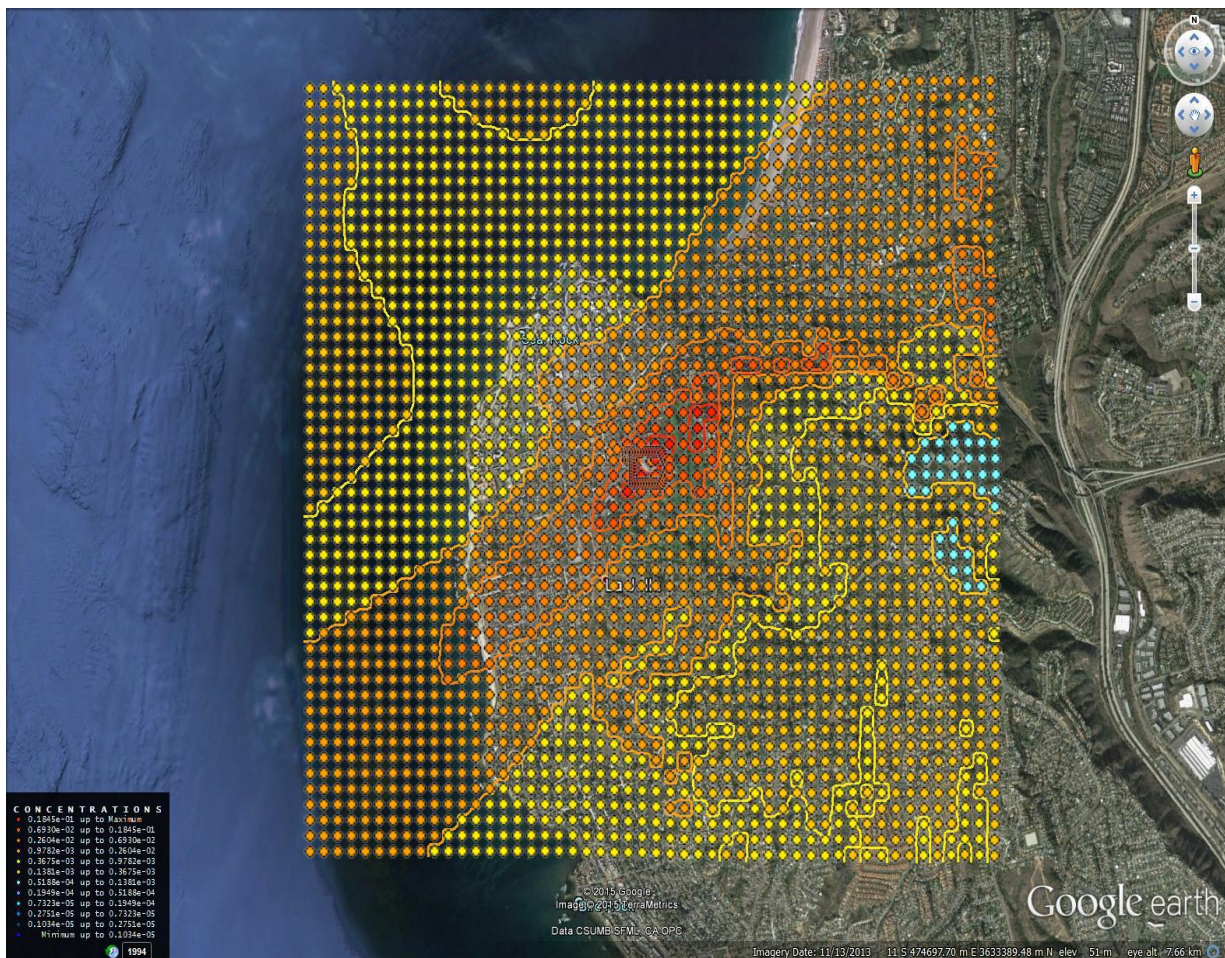 N
C O N C E N T R A T I O N S
0.1845e-01 up to Maximum
0.6930e-02 up to 0.1845e-01
0.2604e-02 up to 0.6930e-02
0.9782e-03 up to 0.2604e-02
0.3675e-03 up to 0.9782e-03
0.1381e-03 up to 0.3675e-03
0.5188e-04 up to 0.1381e-03
0.1949e-04 up to 0.5188e-04
0.7323e-05 up to 0.1949e-04
0.2751e-05 up to 0.7323e-05
0.1034e-05 up to 0.2751e-05
Minimum up to 0.1034e-05
1994
© 2015 Google
Image © 2015 TerraMetrics
Data CSUMB SFML, CA OPC
Google earth
Imagery Date: 11/13/2013 11 S 474697.70 m E 3633389.48 m N elev 51 m eye alt 7.66 km